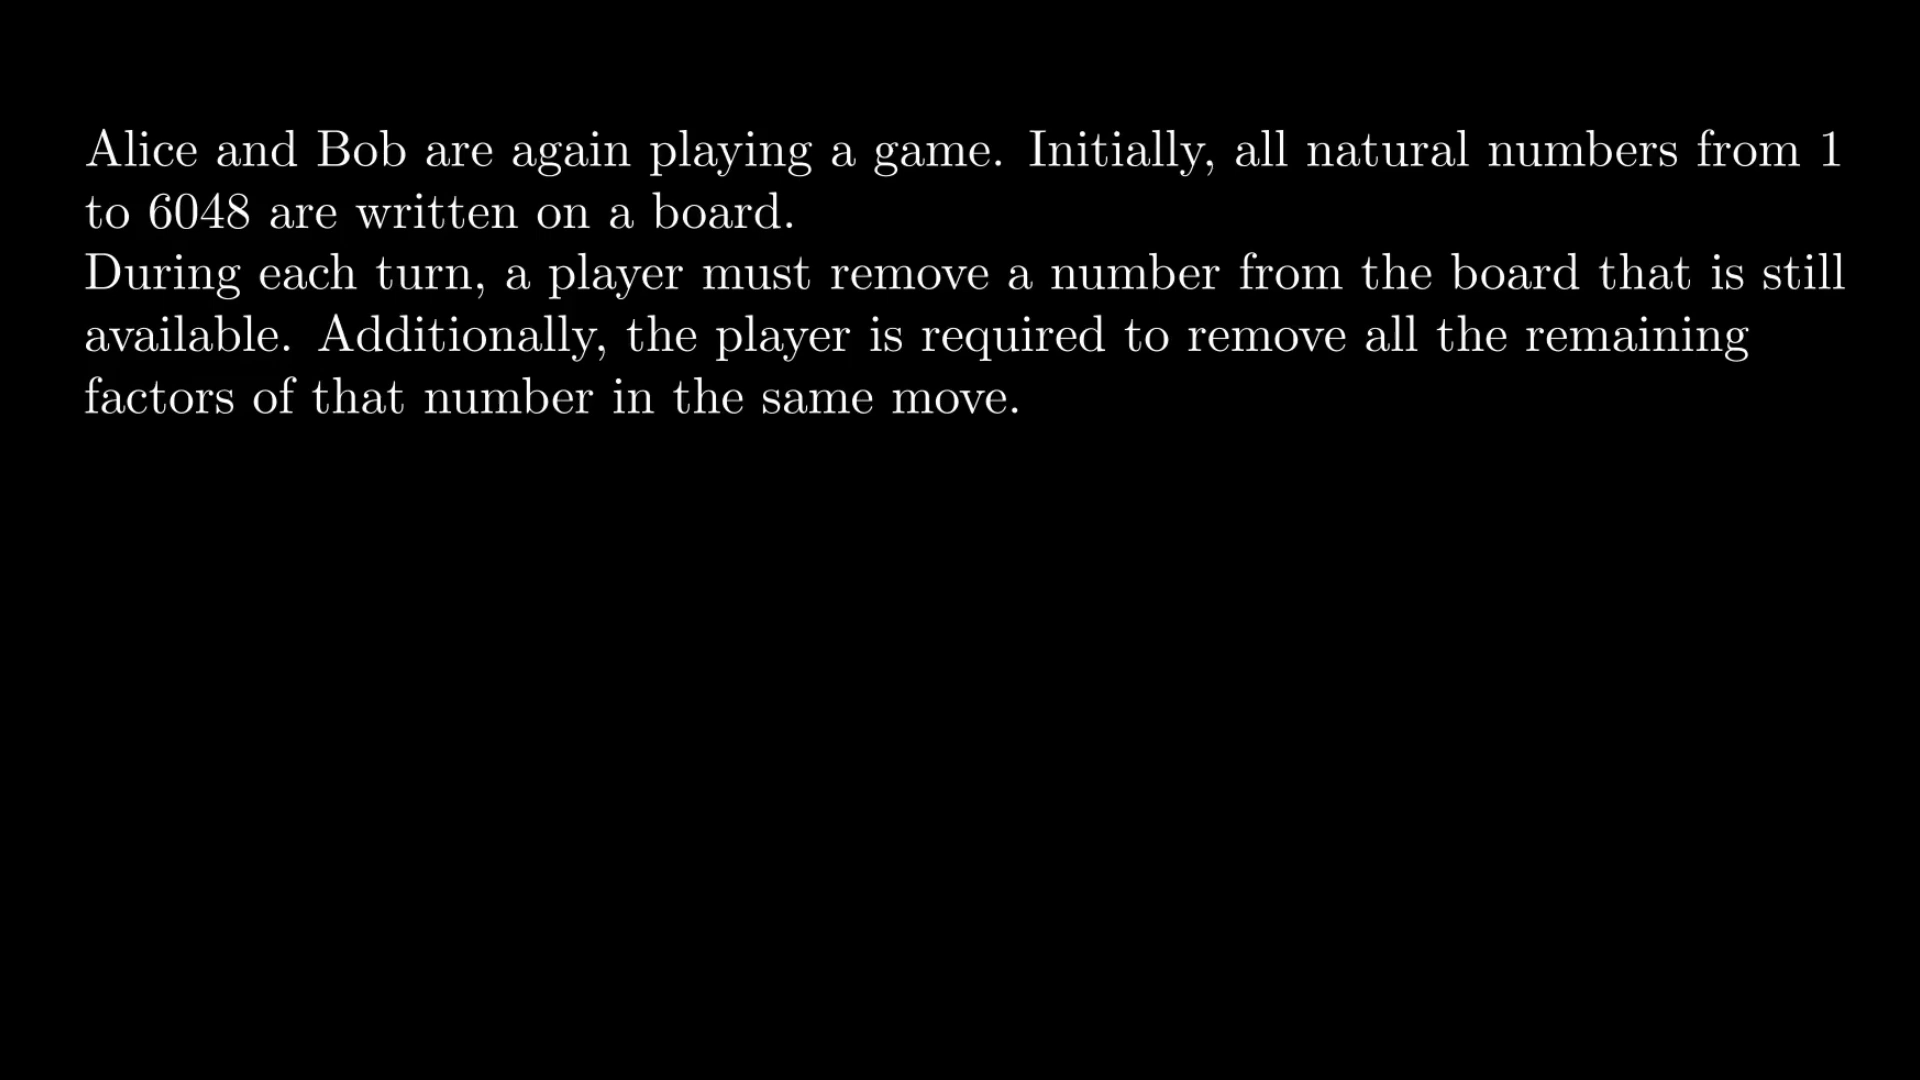 Alice and Bob are again playing a game. Initially, all natural numbers from 1
to 6048 are written on a board.
During each turn, a player must remove a number from the board that is still
available. Additionally, the player is required to remove all the remaining
factors of that number in the same move.